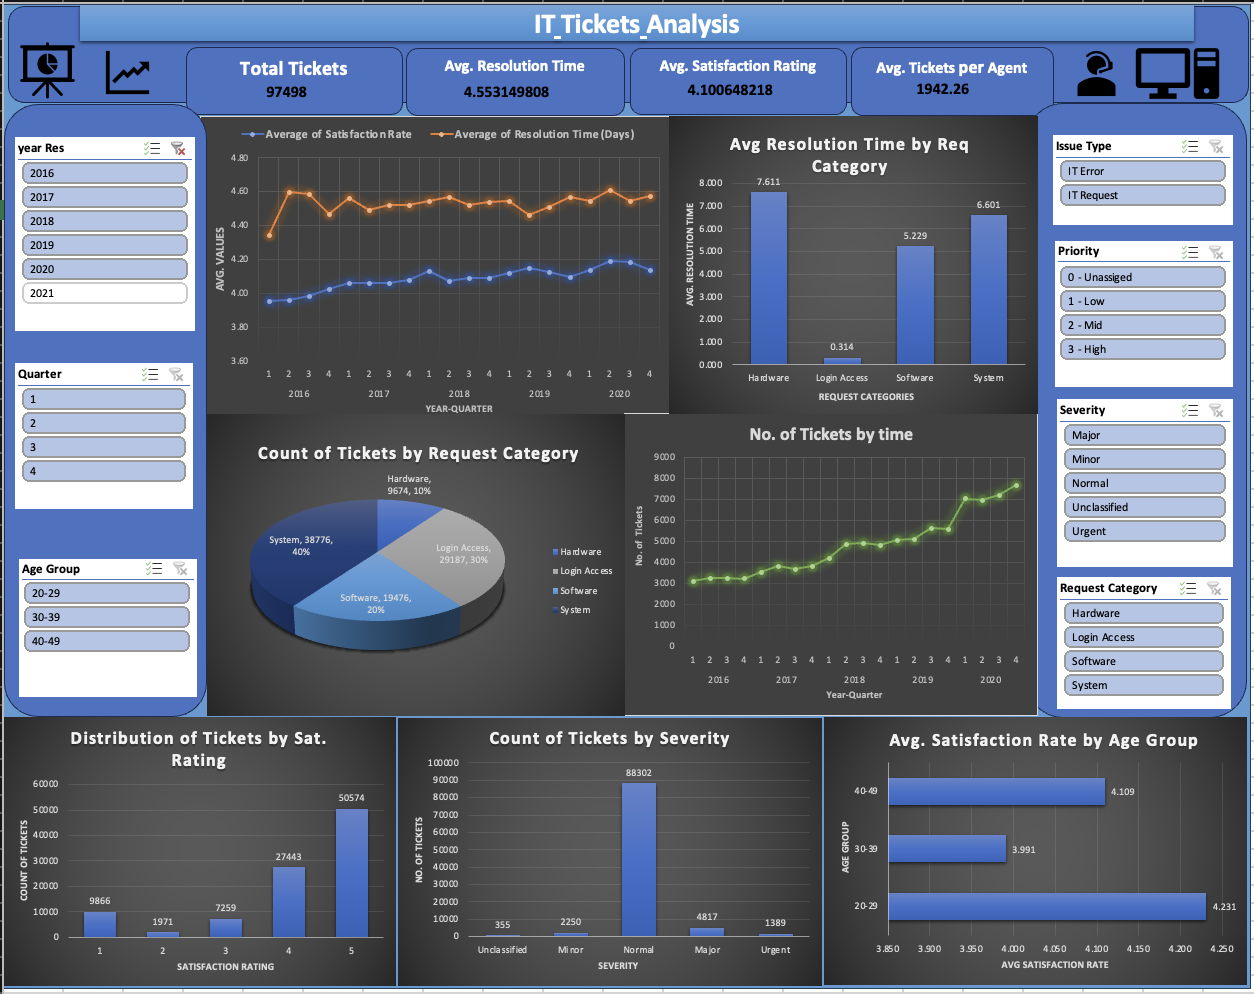 IT_Tickets_Analysis
Total Tickets
97498
Avg. Resolution Time
4.553149808
Avg. Satisfaction Rating
4.100648218
Avg. Tickets per Agent
1942.26
year Res
2016
2017
2018
2019
2020
2021
Quarter
1
2
3
4
Age Group
20-29
30-39
40-49
Average of Satisfaction Rate
Average of Resolution Time (Days)
AVG. VALUES
4.80
4.60
4.40
4.20
4.00
3.80
3.60
1 2 3 4 1 2 3 4 1 2 3 4 1 2 3 4 1 2 3 4
2016 2017 2018 2019 2020
YEAR-QUARTER
Avg Resolution Time by Req
Category
AVG. RESOLUTION TIME
8.000
7.000
6.000
5.000
4.000
3.000
2.000
1.000
0.000
7.611
0.314
5.229
6.601
Hardware Login Access Software System
REQUEST CATEGORIES
Issue Type
IT Error
IT Request
Priority
0 - Unassiged
1 - Low
2 - Mid
3 - High
Severity
Major
Minor
Normal
Unclassified
Urgent
Request Category
Hardware
Login Access
Software
System
Count of Tickets by Request Category
Hardware,
9674, 10%
Login Access,
29187, 30%
Software, 19476,
20%
System, 38776,
40%
Hardware
Login Access
Software
System
No. of Tickets by time
No. of Tickets
9000
8000
7000
6000
5000
4000
3000
2000
1000
0
1 2 3 4 1 2 3 4 1 2 3 4 1 2 3 4 1 2 3 4
2016 2017 2018 2019 2020
Year-Quarter
Distribution of Tickets by Sat.
Rating
COUNT OF TICKETS
60000
50000
40000
30000
20000
10000
0
9866
1971
7259
27443
50574
1 2 3 4 5
SATISFACTION RATING
Count of Tickets by Severity
NO. OF TICKETS
100000
90000
80000
70000
60000
50000
40000
30000
20000
10000
0
355
2250
88302
4817
1389
Unclassified Minor Normal Major Urgent
SEVERITY
Avg. Satisfaction Rate by Age Group
AGE GROUP
40-49
4.109
30-39
3.991
20-29
4.231
3.850 3.900 3.950 4.000 4.050 4.100 4.150 4.200 4.250
AVG SATISFACTION RATE